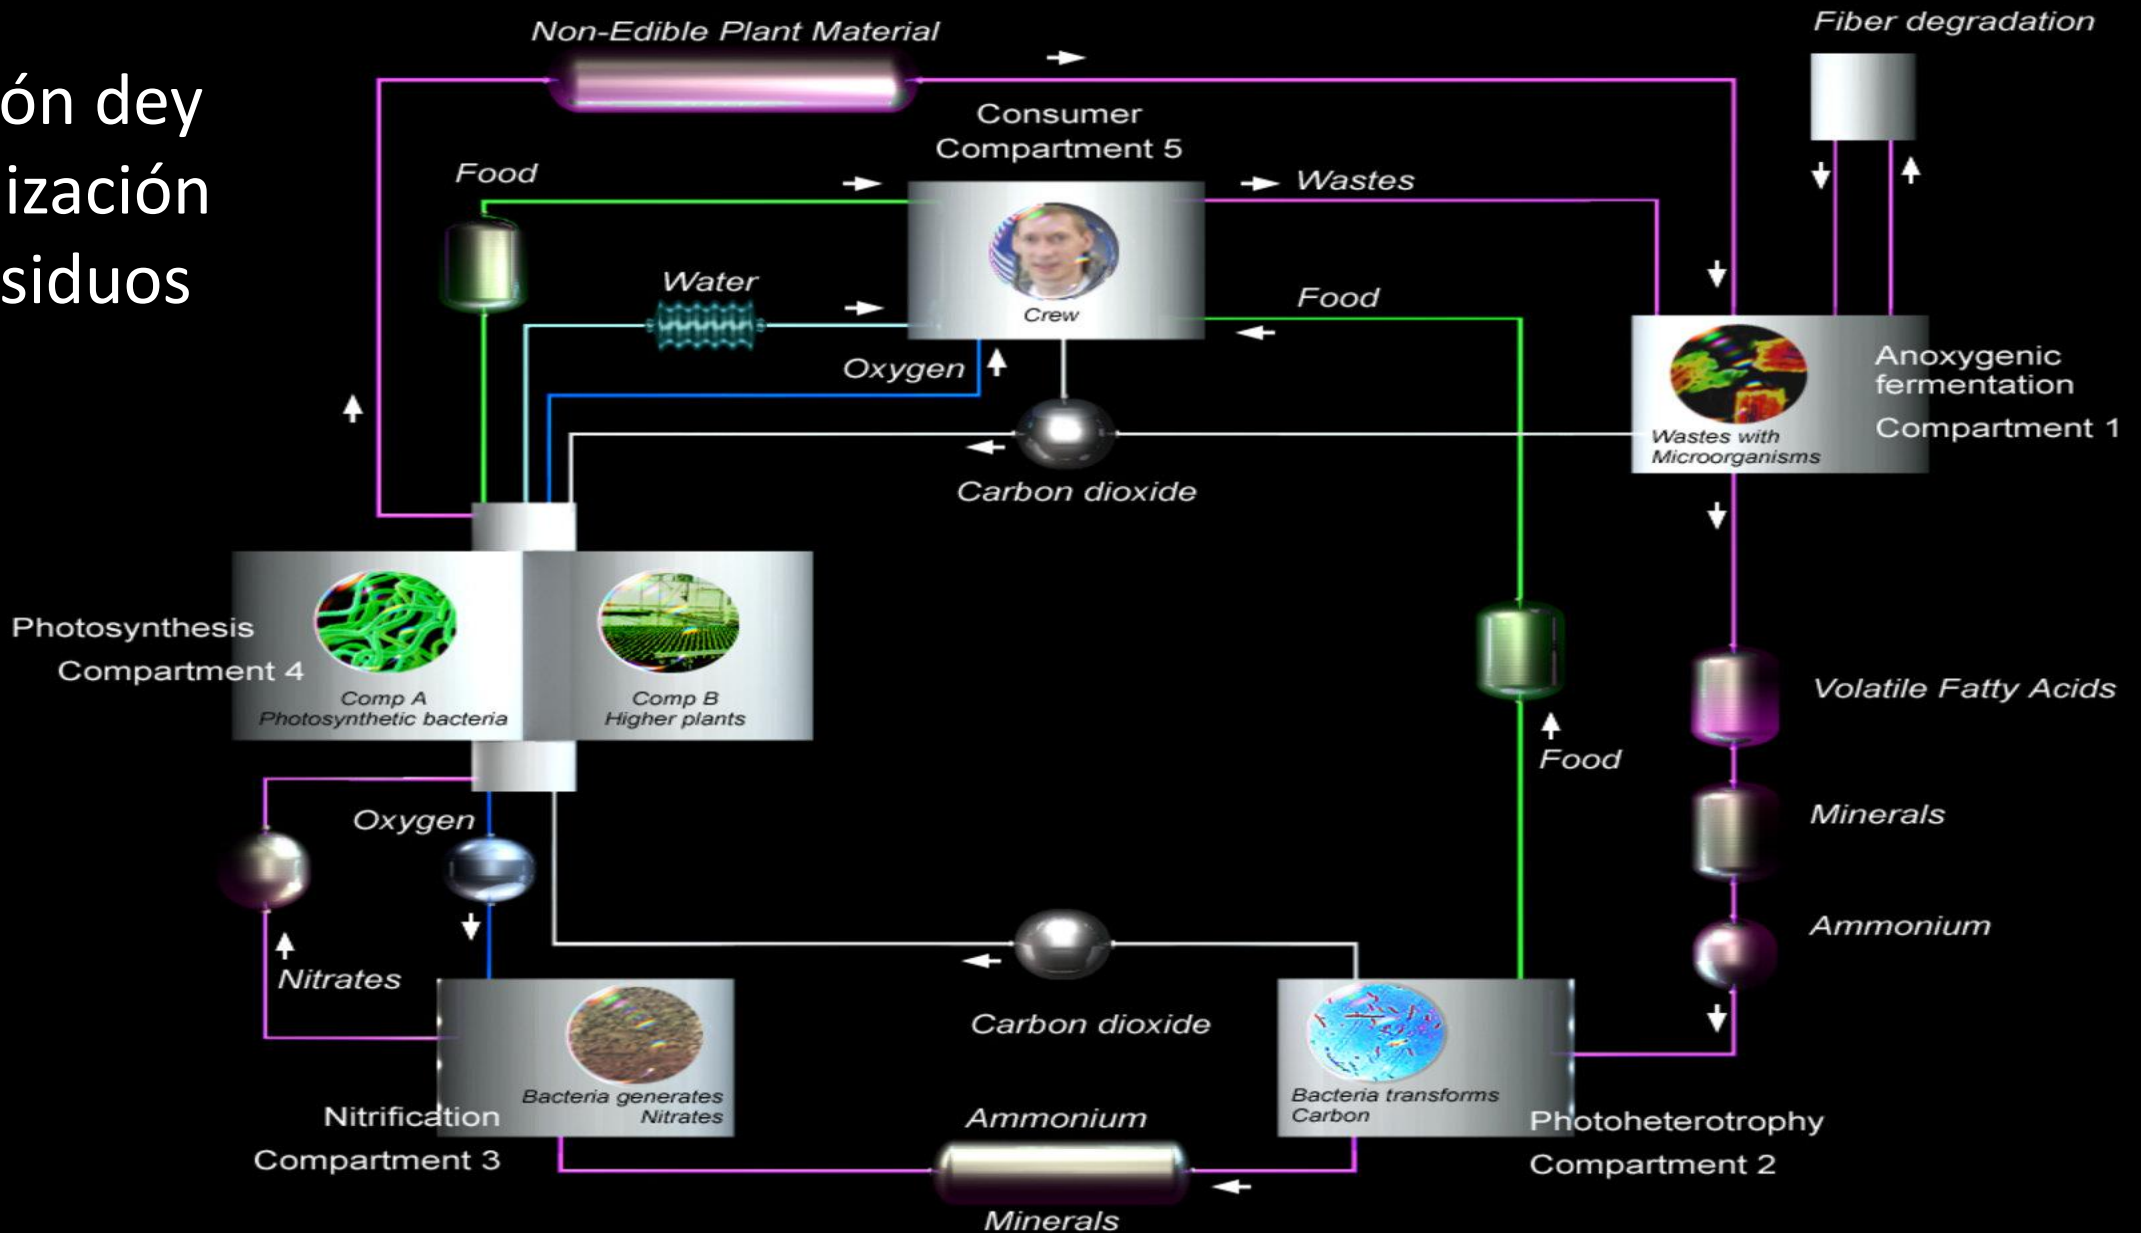 ón dey
ización
siduos
Non-Edible Plant Material
Fiber degradation
Consumer
Compartment 5
Food
Wastes
Water
Crew
Food
Oxygen
Anoxygenic
fermentation
Compartment 1
Wastes with
Microorganisms
Carbon dioxide
Photosynthesis
Compartment 4
Comp A
Photosynthetic bacteria
Comp B
Higher plants
Volatile Fatty Acids
Food
Minerals
Oxygen
Ammonium
Nitrates
Carbon dioxide
Bacteria generates
Nitrates
Nitrification
Compartment 3
Bacteria transforms
Carbon
Photoheterotrophy
Compartment 2
Ammonium
Minerals